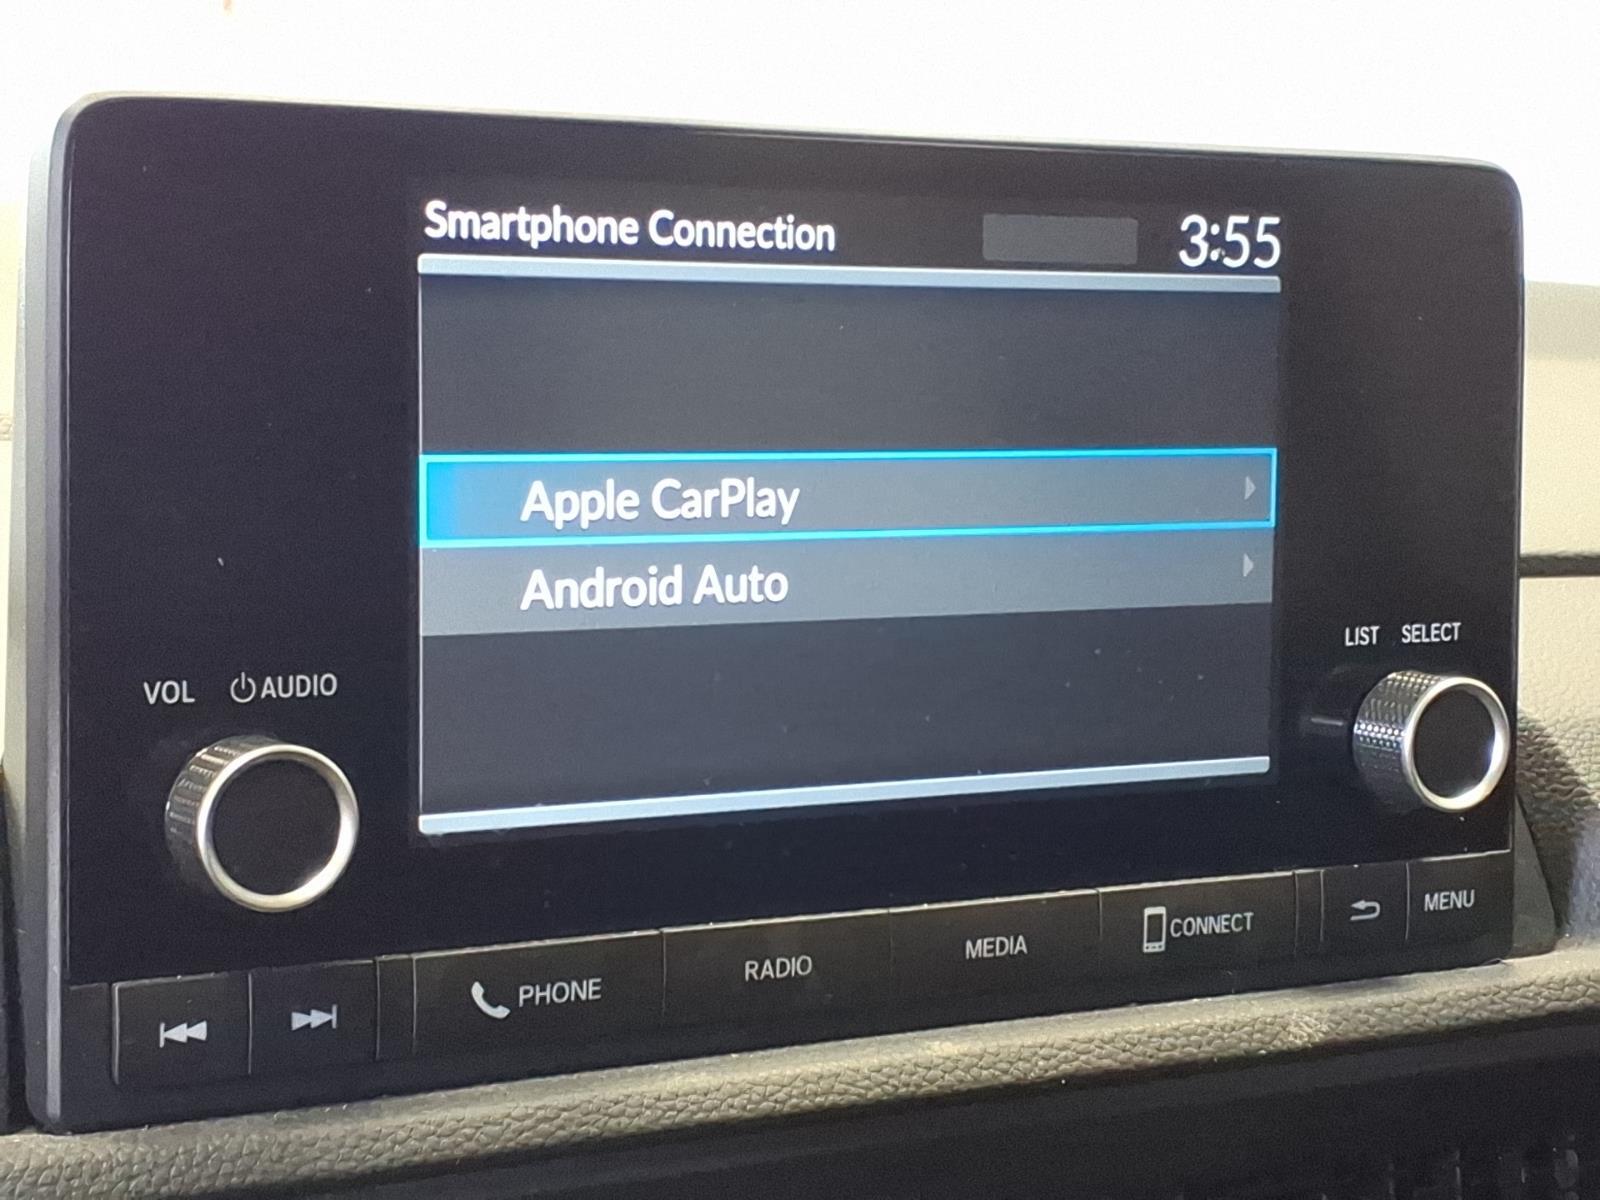 Smartphone Connection 3:55
Apple CarPlay
Android Auto
VOL AUDIO
LIST SELECT
PHONE RADIO MEDIA CONNECT MENU